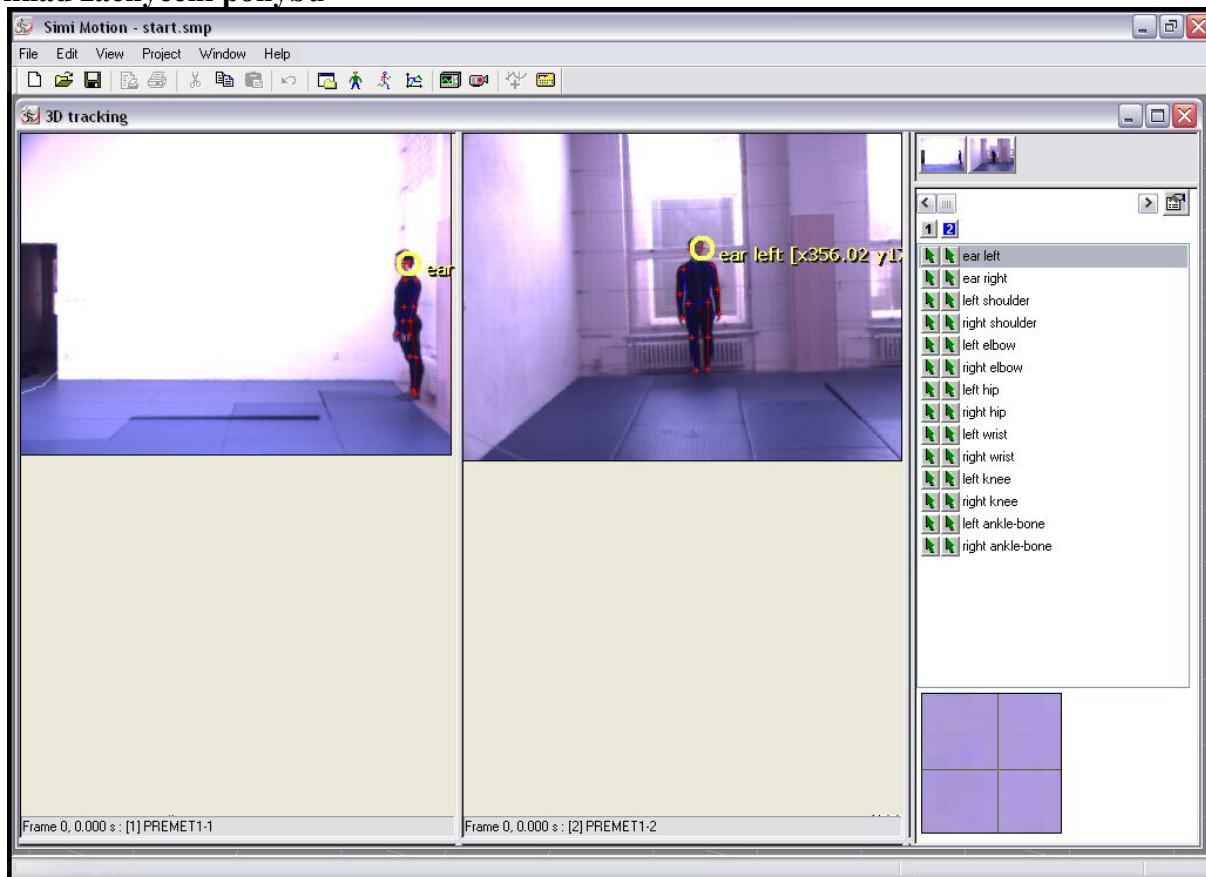 zachycení pohybu
Simi Motion - start.smp
File Edit View Project Window Help
3D tracking
ear
ear left [x356.02 y17
1 2
ear left
ear right
left shoulder
right shoulder
left elbow
right elbow
left hip
right hip
left wrist
right wrist
left knee
right knee
left ankle-bone
right ankle-bone
Frame 0, 0.000 s : [1] PREMET1-1
Frame 0, 0.000 s : [2] PREMET1-2